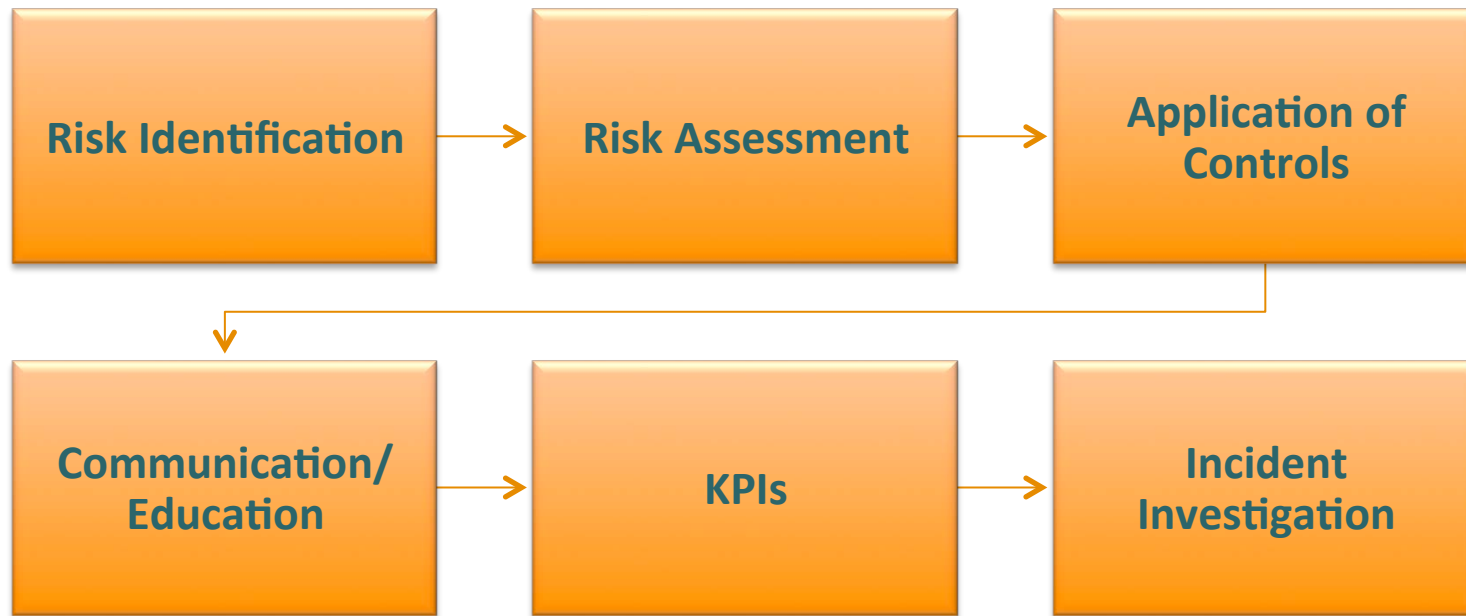 Risk Identification
Risk Assessment
Application of
Controls
Communication/
Education
KPIs
Incident
Investigation